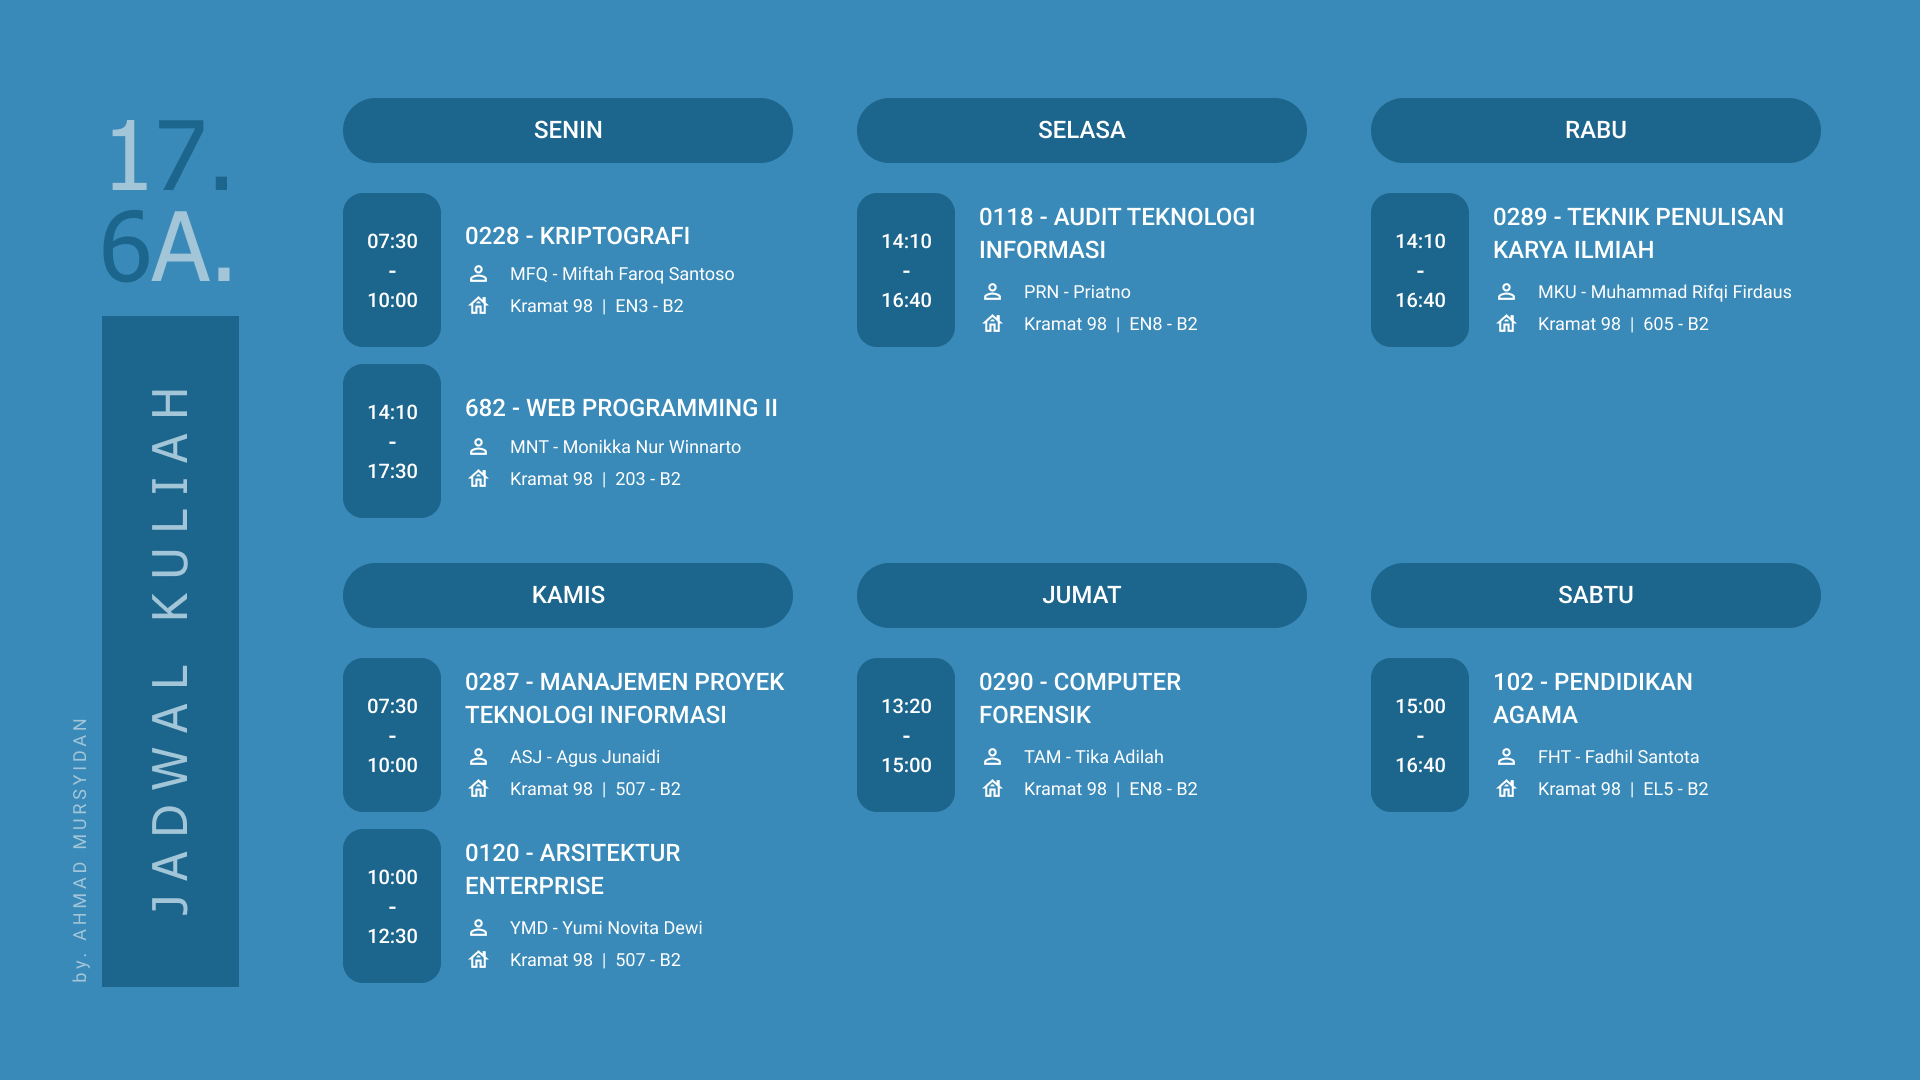 17.
6A.
JADWAL KULIAH
by. AHMAD MURSYIDAN
SENIN
07:30
-
10:00
0228 - KRIPTOGRAFI
MFQ - Miftah Faroq Santoso
Kramat 98 | EN3 - B2
14:10
-
17:30
682 - WEB PROGRAMMING II
MNT - Monikka Nur Winnarto
Kramat 98 | 203 - B2
SELASA
14:10
-
16:40
0118 - AUDIT TEKNOLOGI
INFORMASI
PRN - Priatno
Kramat 98 | EN8 - B2
RABU
14:10
-
16:40
0289 - TEKNIK PENULISAN
KARYA ILMIAH
MKU - Muhammad Rifqi Firdaus
Kramat 98 | 605 - B2
KAMIS
07:30
-
10:00
0287 - MANAJEMEN PROYEK
TEKNOLOGI INFORMASI
ASJ - Agus Junaidi
Kramat 98 | 507 - B2
10:00
-
12:30
0120 - ARSITEKTUR
ENTERPRISE
YMD - Yumi Novita Dewi
Kramat 98 | 507 - B2
JUMAT
13:20
-
15:00
0290 - COMPUTER
FORENSIK
TAM - Tika Adilah
Kramat 98 | EN8 - B2
SABTU
15:00
-
16:40
102 - PENDIDIKAN
AGAMA
FHT - Fadhil Santota
Kramat 98 | EL5 - B2